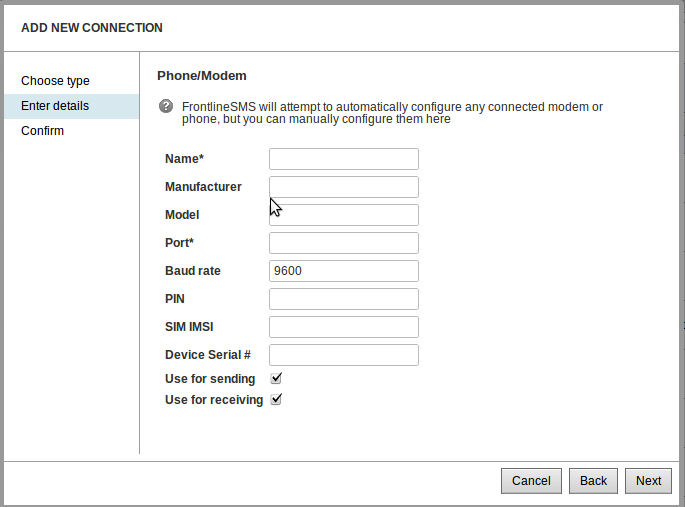 ADD NEW CONNECTION
Choose type
Enter details
Confirm
Phone/Modem
? FrontlineSMS will attempt to automatically configure any connected modem or
phone, but you can manually configure them here
Name*
Manufacturer
Model
Port*
Baud rate 9600
PIN
SIM IMSI
Device Serial #
Use for sending
Use for receiving
Cancel Back Next